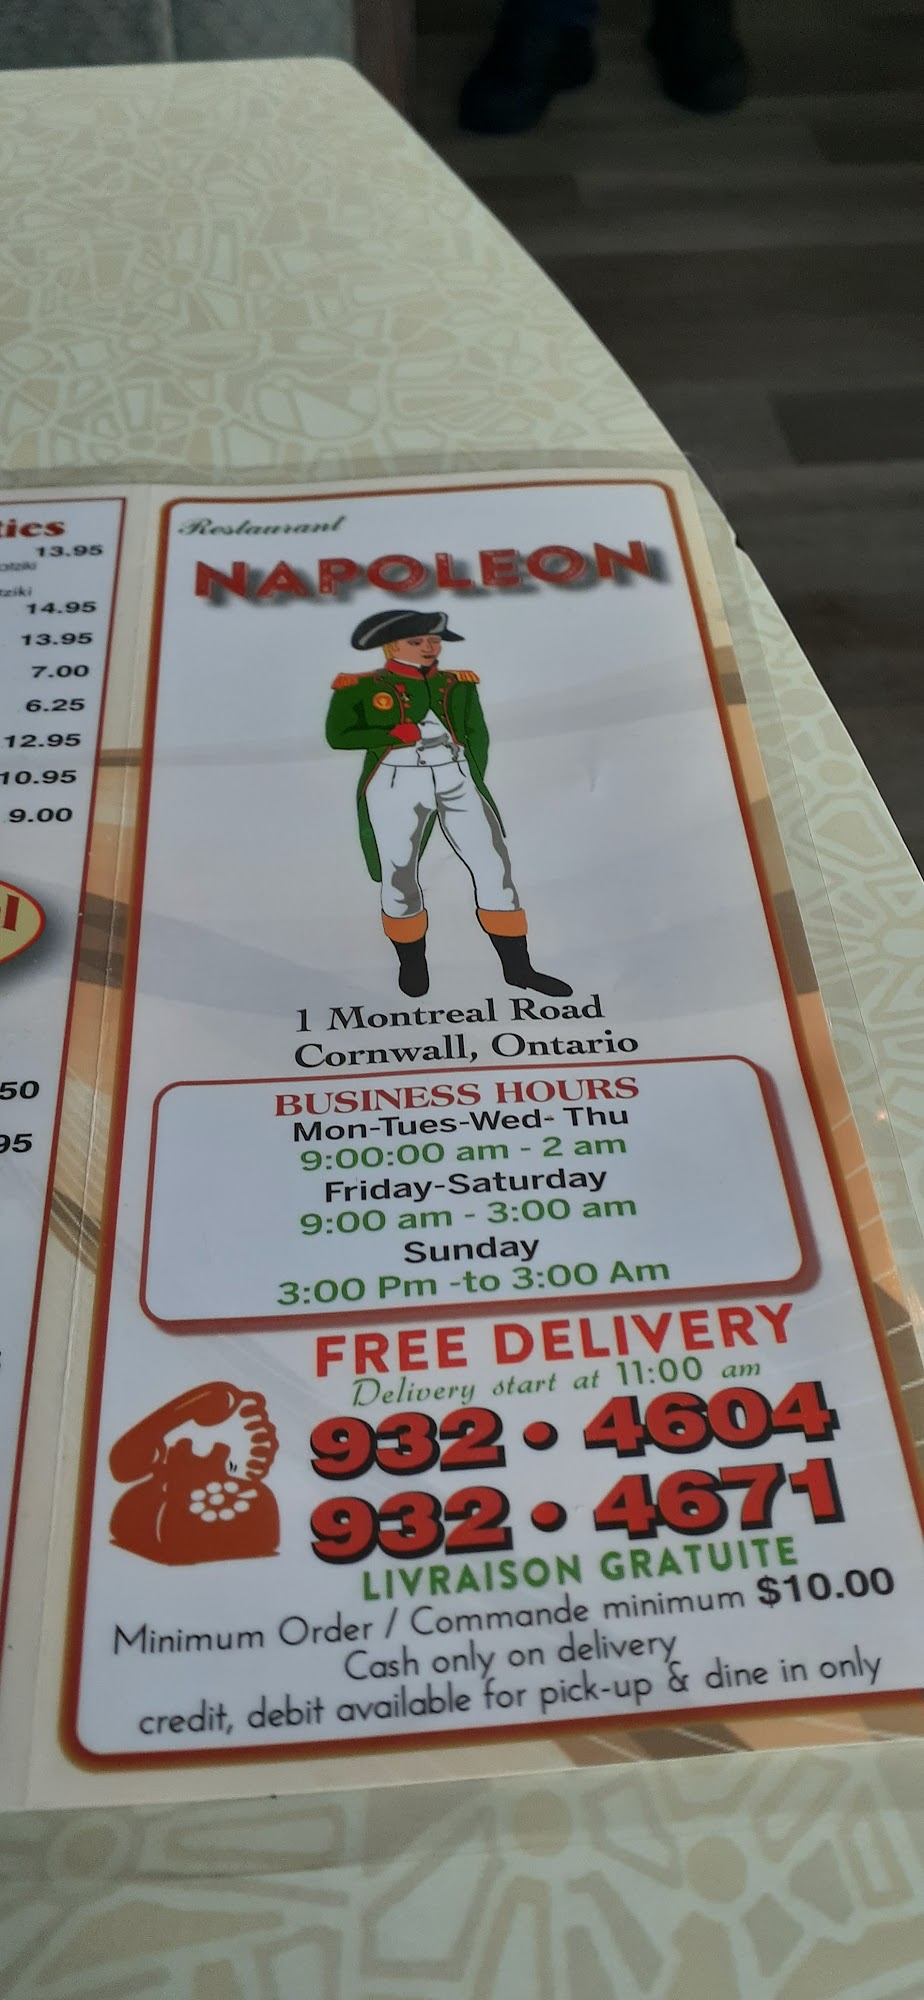 ties
13.95
tziki
14.95
13.95
7.00
6.25
12.95
10.95
9.00
50
95
Restaurant
NAPOLEON
1 Montreal Road
Cornwall, Ontario
BUSINESS HOURS
Mon-Tues-Wed- Thu
9:00:00 am - 2 am
Friday-Saturday
9:00 am - 3:00 am
Sunday
3:00 Pm -to 3:00 Am
FREE DELIVERY
Delivery start at 11:00 am
932 • 4604
932 • 4671
LIVRAISON GRATUITE
Minimum Order / Commande minimum $10.00
Cash only on delivery
credit, debit available for pick-up & dine in only